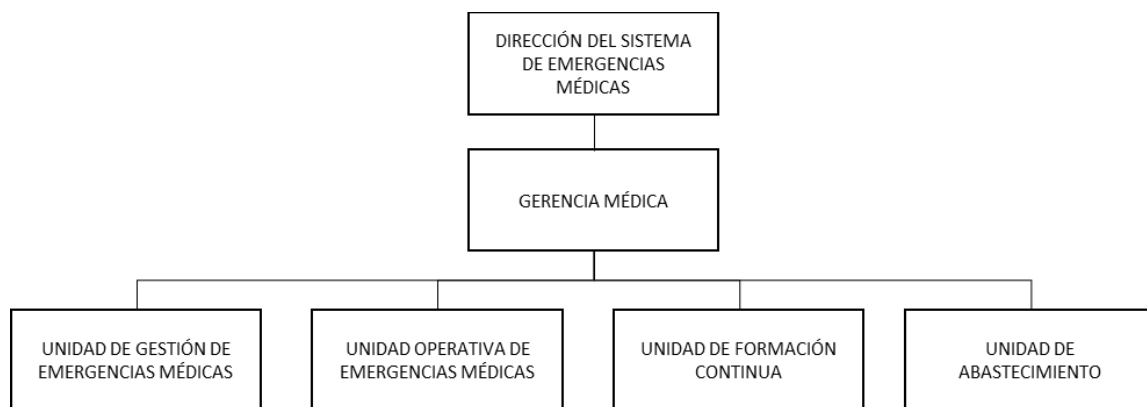 DIRECCIÓN DEL SISTEMA
DE EMERGENCIAS
MÉDICAS
GERENCIA MÉDICA
UNIDAD DE GESTIÓN DE
EMERGENCIAS MÉDICAS
UNIDAD OPERATIVA DE
EMERGENCIAS MÉDICAS
UNIDAD DE FORMACIÓN
CONTINUA
UNIDAD DE
ABASTECIMIENTO